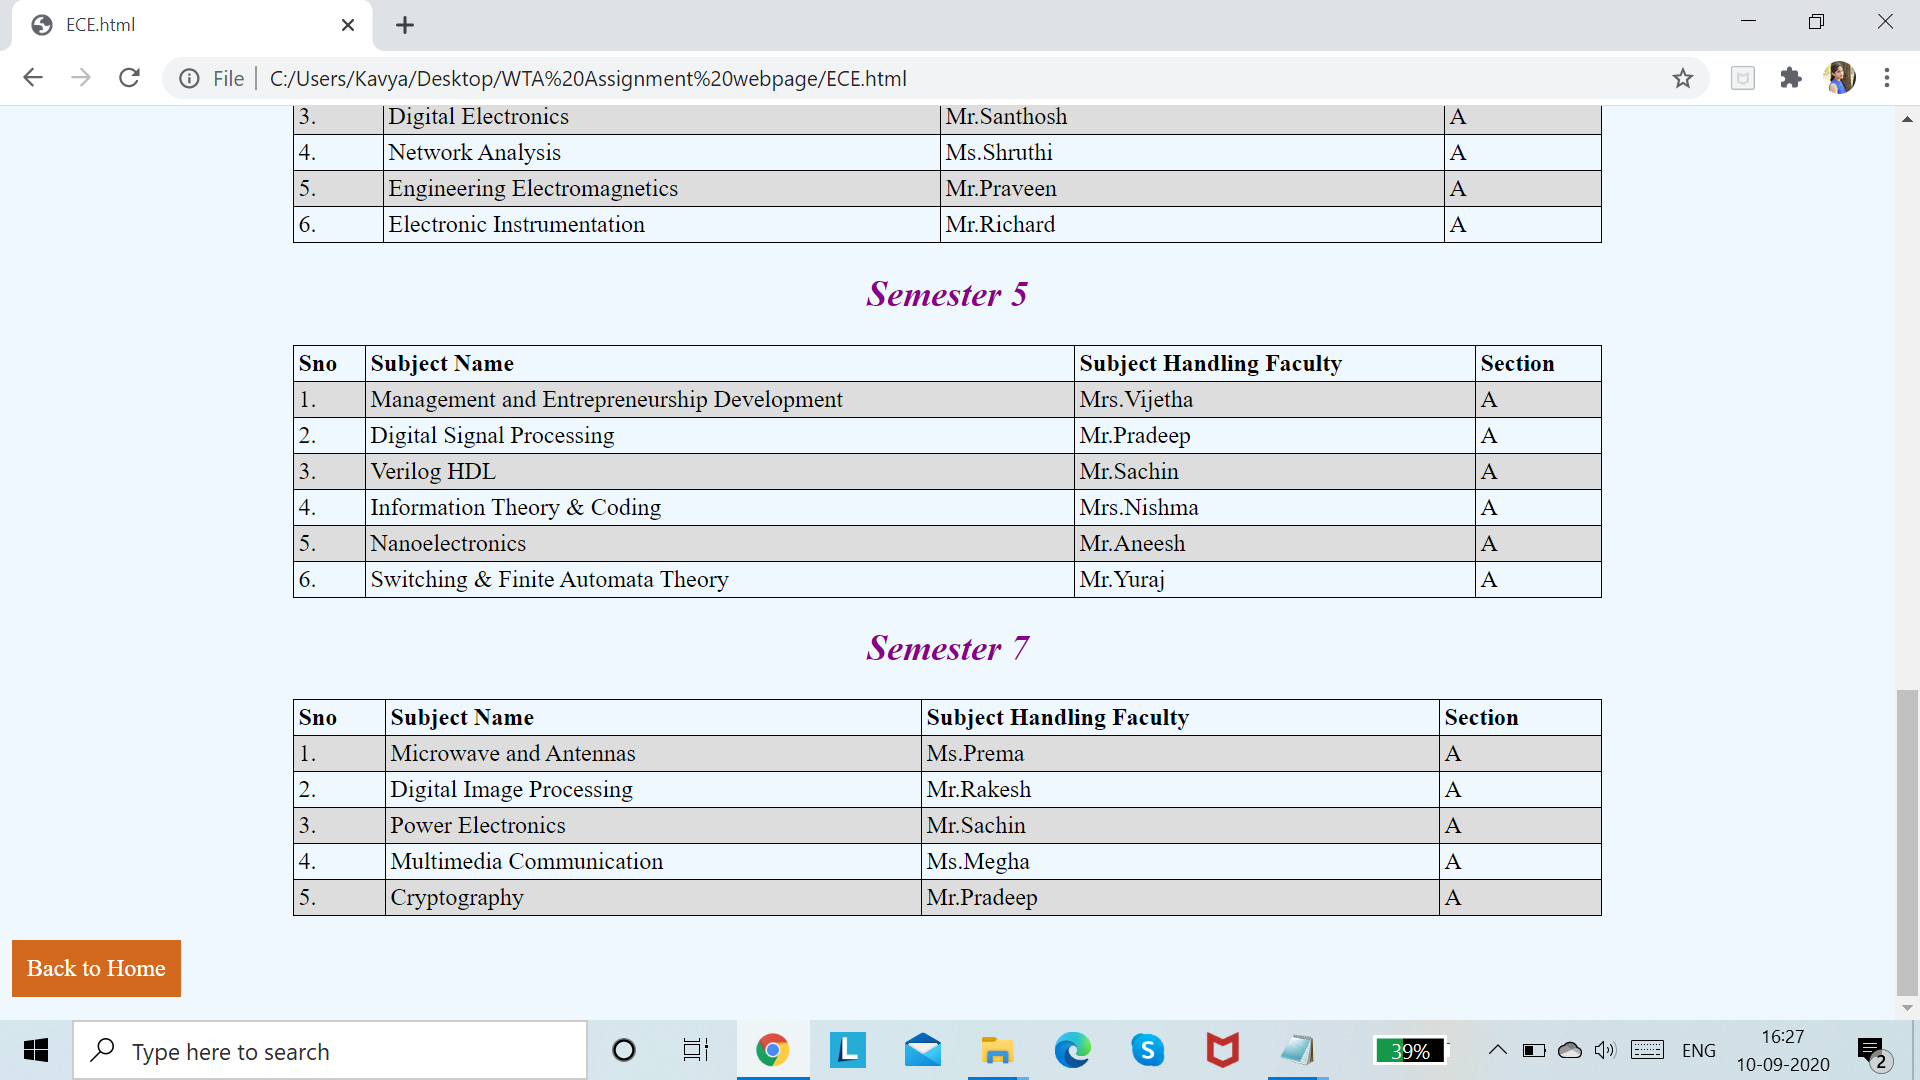 ECE.html
File C:/Users/Kavya/Desktop/WTA%20Assignment%20webpage/ECE.html
3. Digital Electronics Mr.Santhosh A
4. Network Analysis Ms.Shruthi A
5. Engineering Electromagnetics Mr.Praveen A
6. Electronic Instrumentation Mr.Richard A
Semester 5
Sno Subject Name Subject Handling Faculty Section
1. Management and Entrepreneurship Development Mrs.Vijetha A
2. Digital Signal Processing Mr.Pradeep A
3. Verilog HDL Mr.Sachin A
4. Information Theory & Coding Mrs.Nishma A
5. Nanoelectronics Mr.Aneesh A
6. Switching & Finite Automata Theory Mr.Yuraj A
Semester 7
Sno Subject Name Subject Handling Faculty Section
1. Microwave and Antennas Ms.Prema A
2. Digital Image Processing Mr.Rakesh A
3. Power Electronics Mr.Sachin A
4. Multimedia Communication Ms.Megha A
5. Cryptography Mr.Pradeep A
Back to Home
Type here to search
L
S
39%
ENG
16:27
10-09-2020
2